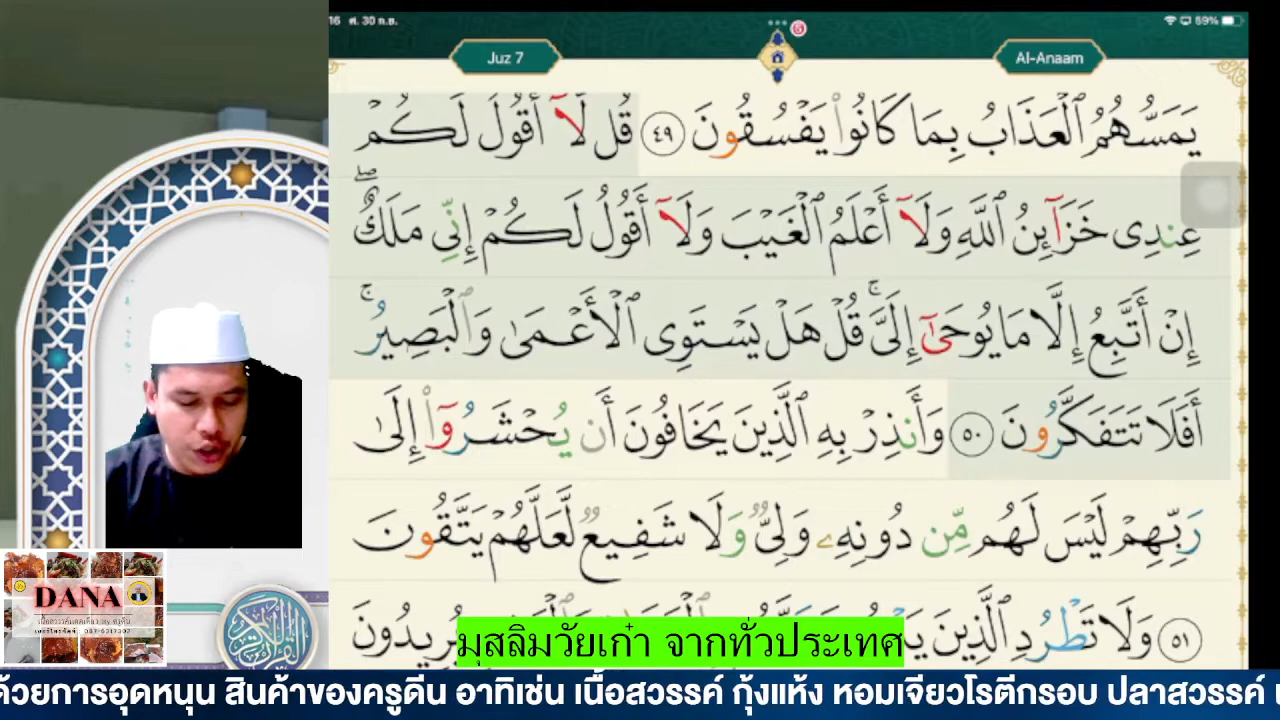 16 ศ. 30 ก.ย.
59%
Juz 7
Al-Anaam
يَمَسُّهُمُ ٱلْعَذَابُ بِمَا كَانُوا۟ يَفْسُقُونَ ٤٩ قُل لَّآ أَقُولُ لَكُمْ
عِندِى خَزَآئِنُ ٱللَّهِ وَلَآ أَعْلَمُ ٱلْغَيْبَ وَلَآ أَقُولُ لَكُمْ إِنِّى مَلَكٌ ۖ
إِنْ أَتَّبِعُ إِلَّا مَا يُوحَىٰٓ إِلَىَّ ۚ قُلْ هَلْ يَسْتَوِى ٱلْأَعْمَىٰ وَٱلْبَصِيرُ ۚ
أَفَلَا تَتَفَكَّرُونَ ٥٠ وَأَنذِرْ بِهِ ٱلَّذِينَ يَخَافُونَ أَن يُحْشَرُوٓا۟ إِلَىٰ
رَبِّهِمْ لَيْسَ لَهُم مِّن دُونِهِۦ وَلِىٌّ وَلَا شَفِيعٌ لَّعَلَّهُمْ يَتَّقُونَ
٥١ وَلَا تَطْرُدِ ٱلَّذِينَ يُرِيدُونَ
DANA
มุสลิมวัยเก๋า จากทั่วประเทศ
ด้วยการอุดหนุน สินค้าของครูดีน อาทิเช่น เนื้อสวรรค์ กุ้งแห้ง หอมเจียวโรตีกรอบ ปลาสวรรค์